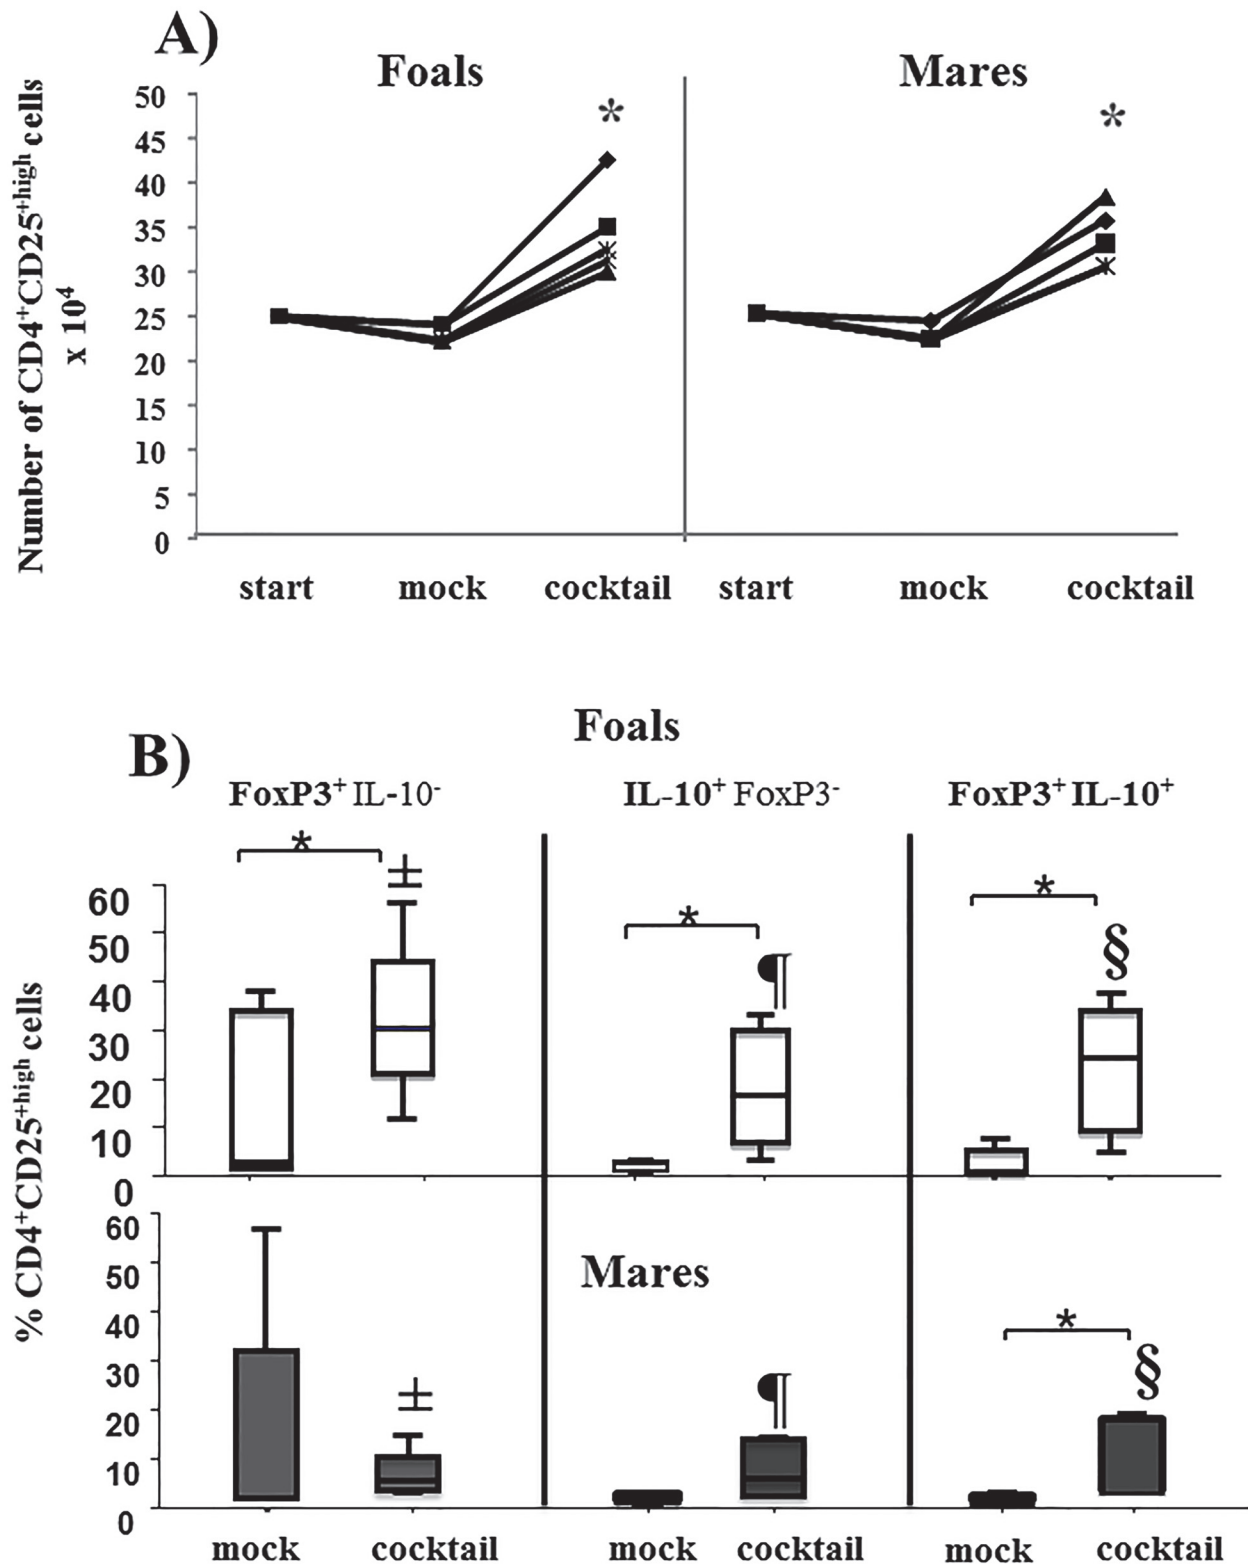 A)
Foals Mares
Number of CD4⁺CD25⁺ʰⁱᵍʰ cells
x 10⁴
50
45
40
35
30
25
20
15
10
5
0
* *
start mock cocktail start mock cocktail
B)
Foals
FoxP3⁺ IL-10⁻ IL-10⁺ FoxP3⁻ FoxP3⁺ IL-10⁺
% CD4⁺CD25⁺ʰⁱᵍʰ cells
* ‡ * ¶ * §
60
50
40
30
20
10
0
Mares
60
50
40
30
20
10
0
‡ ¶ * §
mock cocktail mock cocktail mock cocktail